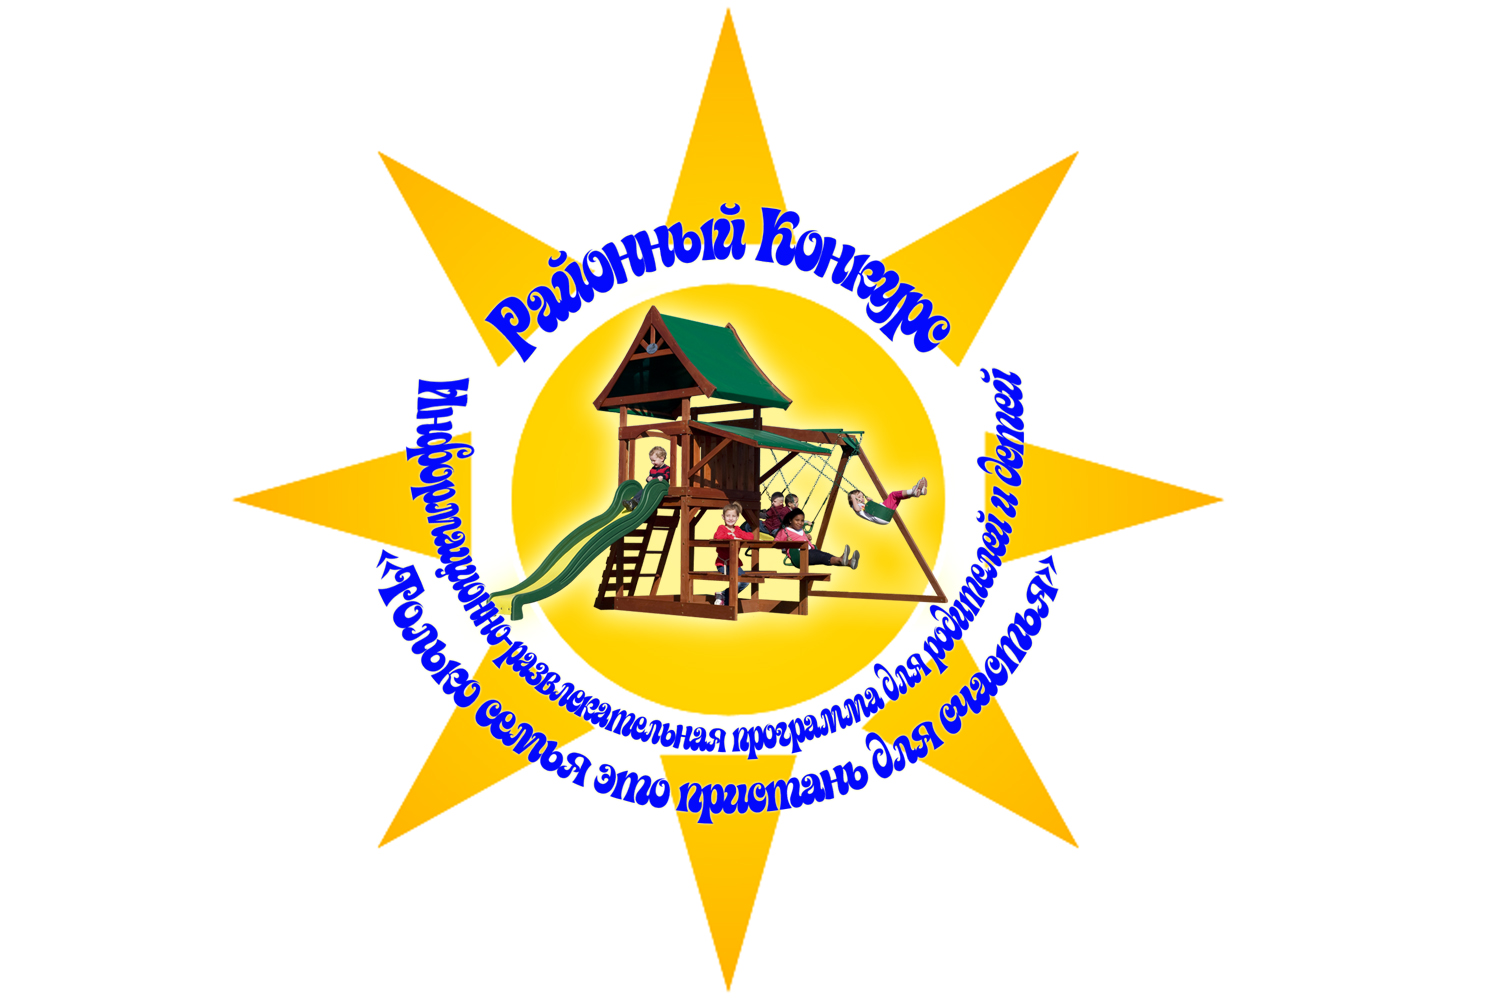 Районный Конкурс
Информационно-развлекательная программа для родителей и детей
«Только семья это пристань для счастья»